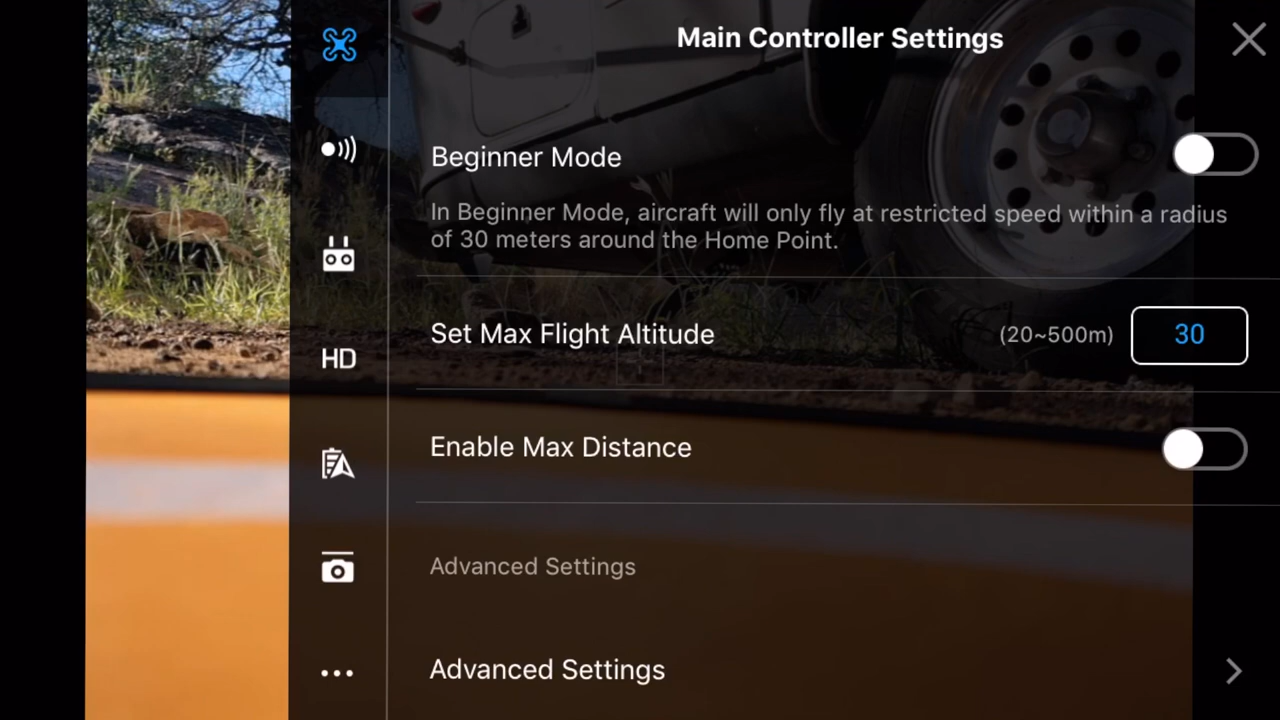 Main Controller Settings
Beginner Mode
In Beginner Mode, aircraft will only fly at restricted speed within a radius
of 30 meters around the Home Point.
Set Max Flight Altitude (20~500m) 30
HD
Enable Max Distance
Advanced Settings
Advanced Settings